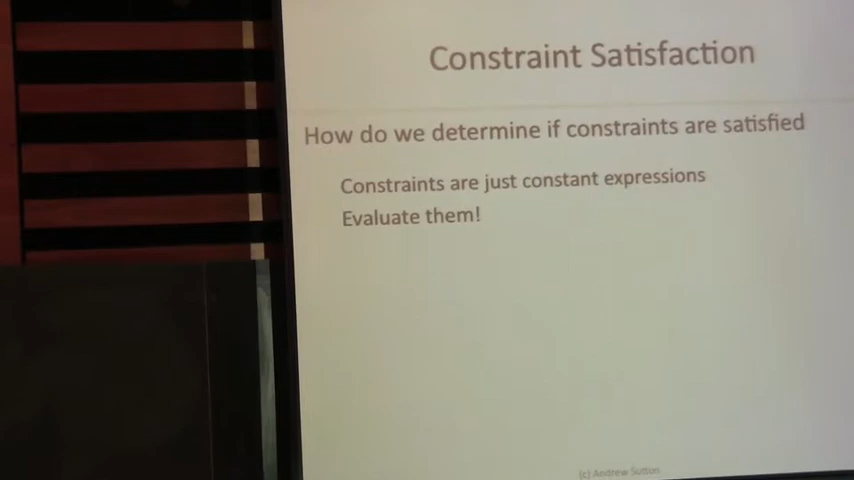 Constraint Satisfaction
How do we determine if constraints are satisfied
Constraints are just constant expressions
Evaluate them!
(c) Andrew Sutton